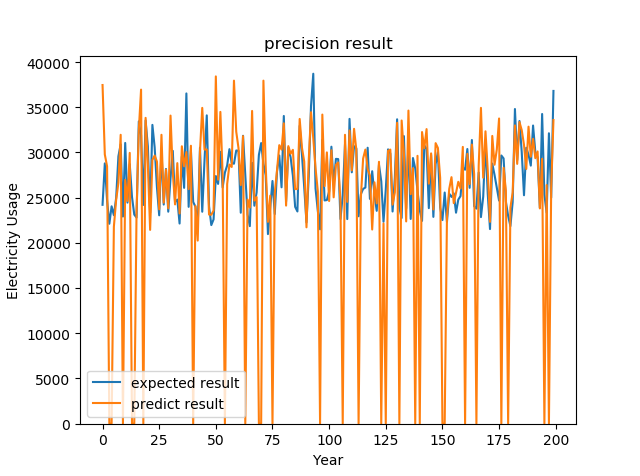 precision result
40000
35000
30000
25000
20000
15000
10000
5000
0
Electricity Usage
expected result
predict result
0 25 50 75 100 125 150 175 200
Year